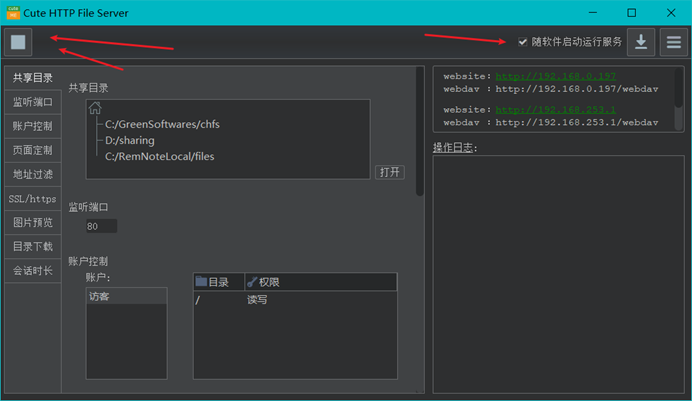 CUTE
Cute HTTP File Server
随软件启动运行服务
共享目录
监听端口
账户控制
页面定制
地址过滤
SSL/https
图片预览
目录下载
会话时长
共享目录
C:/GreenSoftwares/chfs
D:/sharing
C:/RemNoteLocal/files
打开
监听端口
80
账户控制
账户:
访客
目录 权限
/ 读写
website: http://192.168.0.197
webdav : http://192.168.0.197/webdav
website: http://192.168.253.1
webdav : http://192.168.253.1/webdav
操作日志: